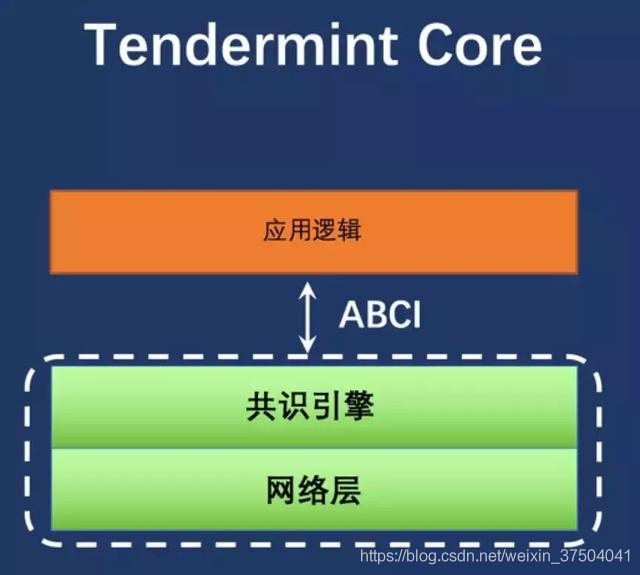 Tendermint Core
应用逻辑
ABCI
共识引擎
网络层
https://blog.csdn.net/weixin_37504041